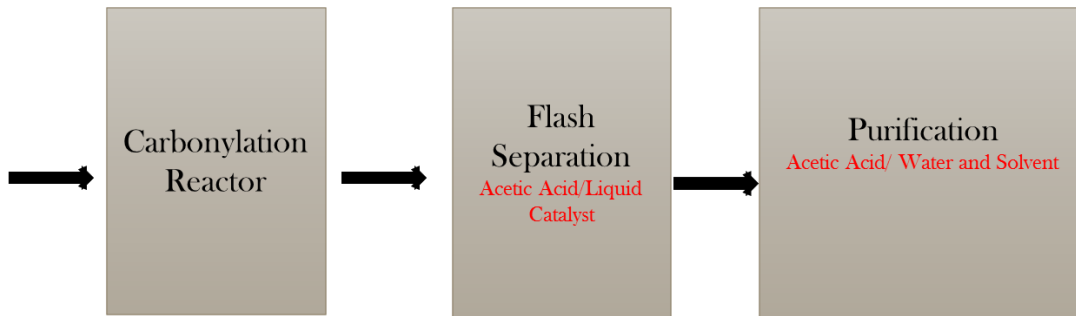 Carbonylation
Reactor
Flash
Separation
Acetic Acid/Liquid
Catalyst
Purification
Acetic Acid/ Water and Solvent